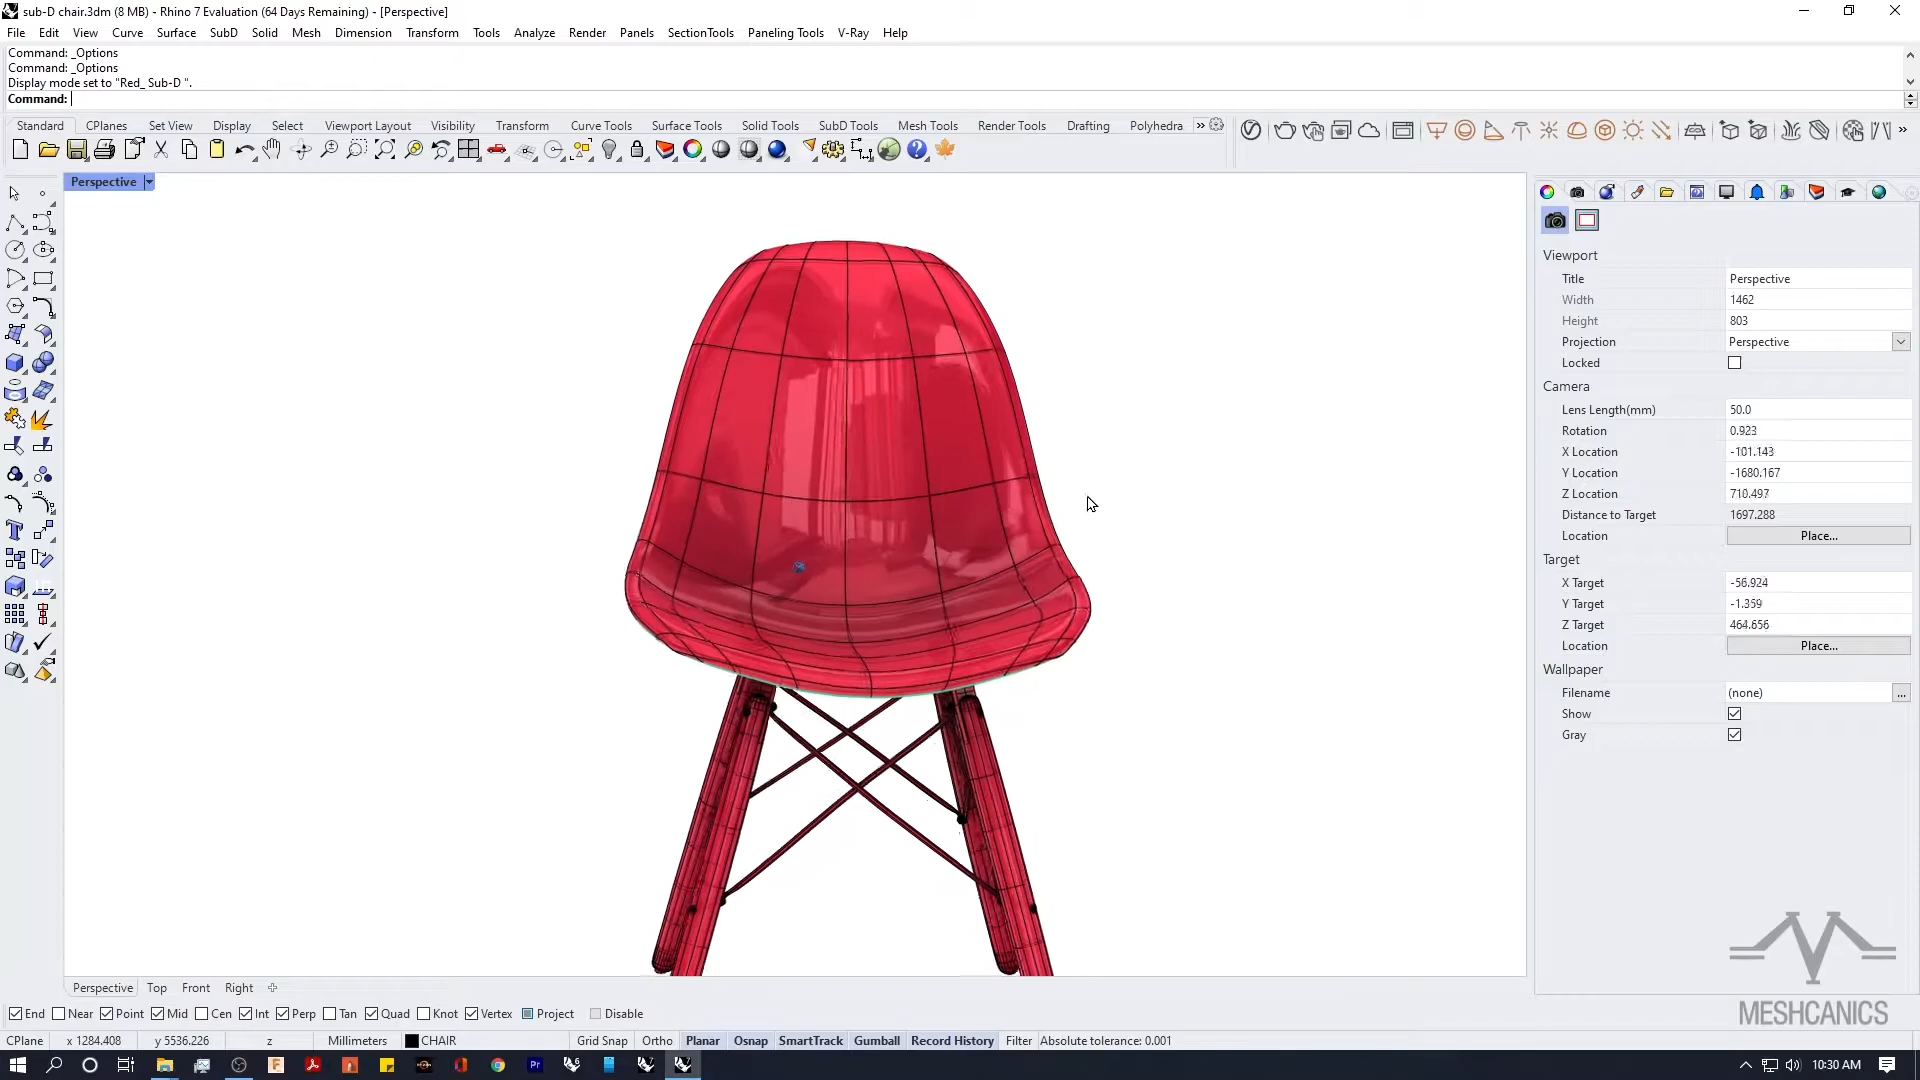 sub-D chair.3dm (8 MB) - Rhino 7 Evaluation (64 Days Remaining) - [Perspective]
File Edit View Curve Surface SubD Solid Mesh Dimension Transform Tools Analyze Render Panels SectionTools Paneling Tools V-Ray Help
Command: _Options
Command: _Options
Display mode set to "Red_ Sub-D ".
Command:
Standard CPlanes Set View Display Select Viewport Layout Visibility Transform Curve Tools Surface Tools Solid Tools SubD Tools Mesh Tools Render Tools Drafting Polyhedra
Perspective
Viewport
Title Perspective
Width 1462
Height 803
Projection Perspective
Locked
Camera
Lens Length(mm) 50.0
Rotation 0.923
X Location -101.143
Y Location -1680.167
Z Location 710.497
Distance to Target 1697.288
Location Place...
Target
X Target -56.924
Y Target -1.359
Z Target 464.656
Location Place...
Wallpaper
Filename (none) ...
Show
Gray
MESHCANICS
Perspective Top Front Right
End Near Point Mid Cen Int Perp Tan Quad Knot Vertex Project Disable
CPlane x 1284.408 y 5536.226 z Millimeters CHAIR Grid Snap Ortho Planar Osnap SmartTrack Gumball Record History Filter Absolute tolerance: 0.001
10:30 AM